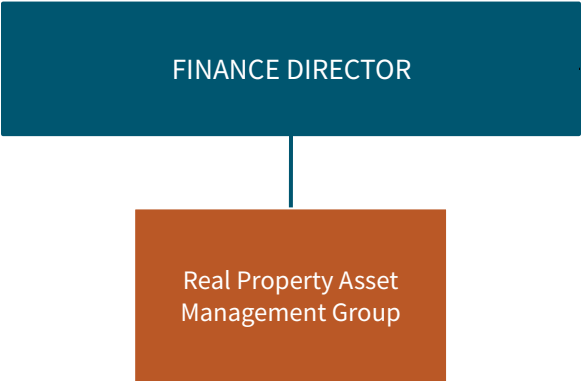 FINANCE DIRECTOR
Real Property Asset
Management Group